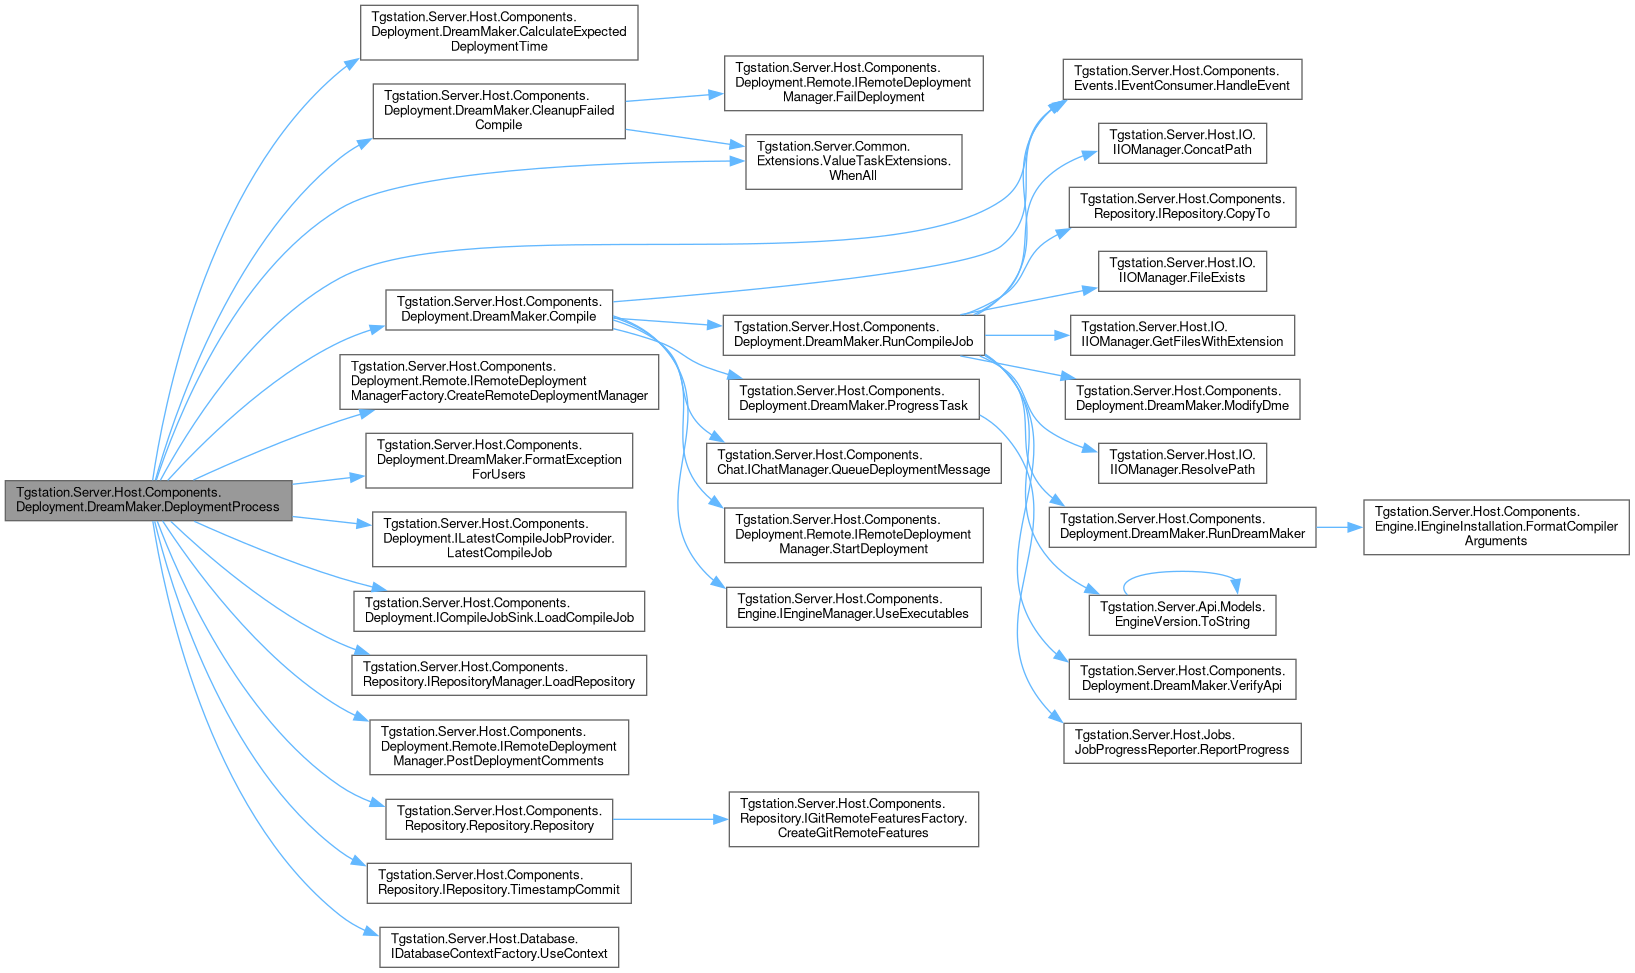 Tgstation.Server.Host.Components.
Deployment.DreamMaker.DeploymentProcess
Tgstation.Server.Host.Components.
Deployment.DreamMaker.CalculateExpected
DeploymentTime
Tgstation.Server.Host.Components.
Deployment.DreamMaker.CleanupFailed
Compile
Tgstation.Server.Host.Components.
Deployment.DreamMaker.Compile
Tgstation.Server.Host.Components.
Deployment.Remote.IRemoteDeployment
ManagerFactory.CreateRemoteDeploymentManager
Tgstation.Server.Host.Components.
Deployment.DreamMaker.FormatException
ForUsers
Tgstation.Server.Host.Components.
Deployment.ILatestCompileJobProvider.
LatestCompileJob
Tgstation.Server.Host.Components.
Deployment.ICompileJobSink.LoadCompileJob
Tgstation.Server.Host.Components.
Repository.IRepositoryManager.LoadRepository
Tgstation.Server.Host.Components.
Deployment.Remote.IRemoteDeployment
Manager.PostDeploymentComments
Tgstation.Server.Host.Components.
Repository.Repository.Repository
Tgstation.Server.Host.Components.
Repository.IRepository.TimestampCommit
Tgstation.Server.Host.Database.
IDatabaseContextFactory.UseContext
Tgstation.Server.Host.Components.
Deployment.Remote.IRemoteDeployment
Manager.FailDeployment
Tgstation.Server.Common.
Extensions.ValueTaskExtensions.
WhenAll
Tgstation.Server.Host.Components.
Deployment.DreamMaker.RunCompileJob
Tgstation.Server.Host.Components.
Deployment.DreamMaker.ProgressTask
Tgstation.Server.Host.Components.
Chat.IChatManager.QueueDeploymentMessage
Tgstation.Server.Host.Components.
Deployment.Remote.IRemoteDeployment
Manager.StartDeployment
Tgstation.Server.Host.Components.
Engine.IEngineManager.UseExecutables
Tgstation.Server.Host.Components.
Repository.IGitRemoteFeaturesFactory.
CreateGitRemoteFeatures
Tgstation.Server.Host.Components.
Events.IEventConsumer.HandleEvent
Tgstation.Server.Host.IO.
IIOManager.ConcatPath
Tgstation.Server.Host.Components.
Repository.IRepository.CopyTo
Tgstation.Server.Host.IO.
IIOManager.FileExists
Tgstation.Server.Host.IO.
IIOManager.GetFilesWithExtension
Tgstation.Server.Host.Components.
Deployment.DreamMaker.ModifyDme
Tgstation.Server.Host.IO.
IIOManager.ResolvePath
Tgstation.Server.Host.Components.
Deployment.DreamMaker.RunDreamMaker
Tgstation.Server.Api.Models.
EngineVersion.ToString
Tgstation.Server.Host.Components.
Deployment.DreamMaker.VerifyApi
Tgstation.Server.Host.Jobs.
JobProgressReporter.ReportProgress
Tgstation.Server.Host.Components.
Engine.IEngineInstallation.FormatCompiler
Arguments